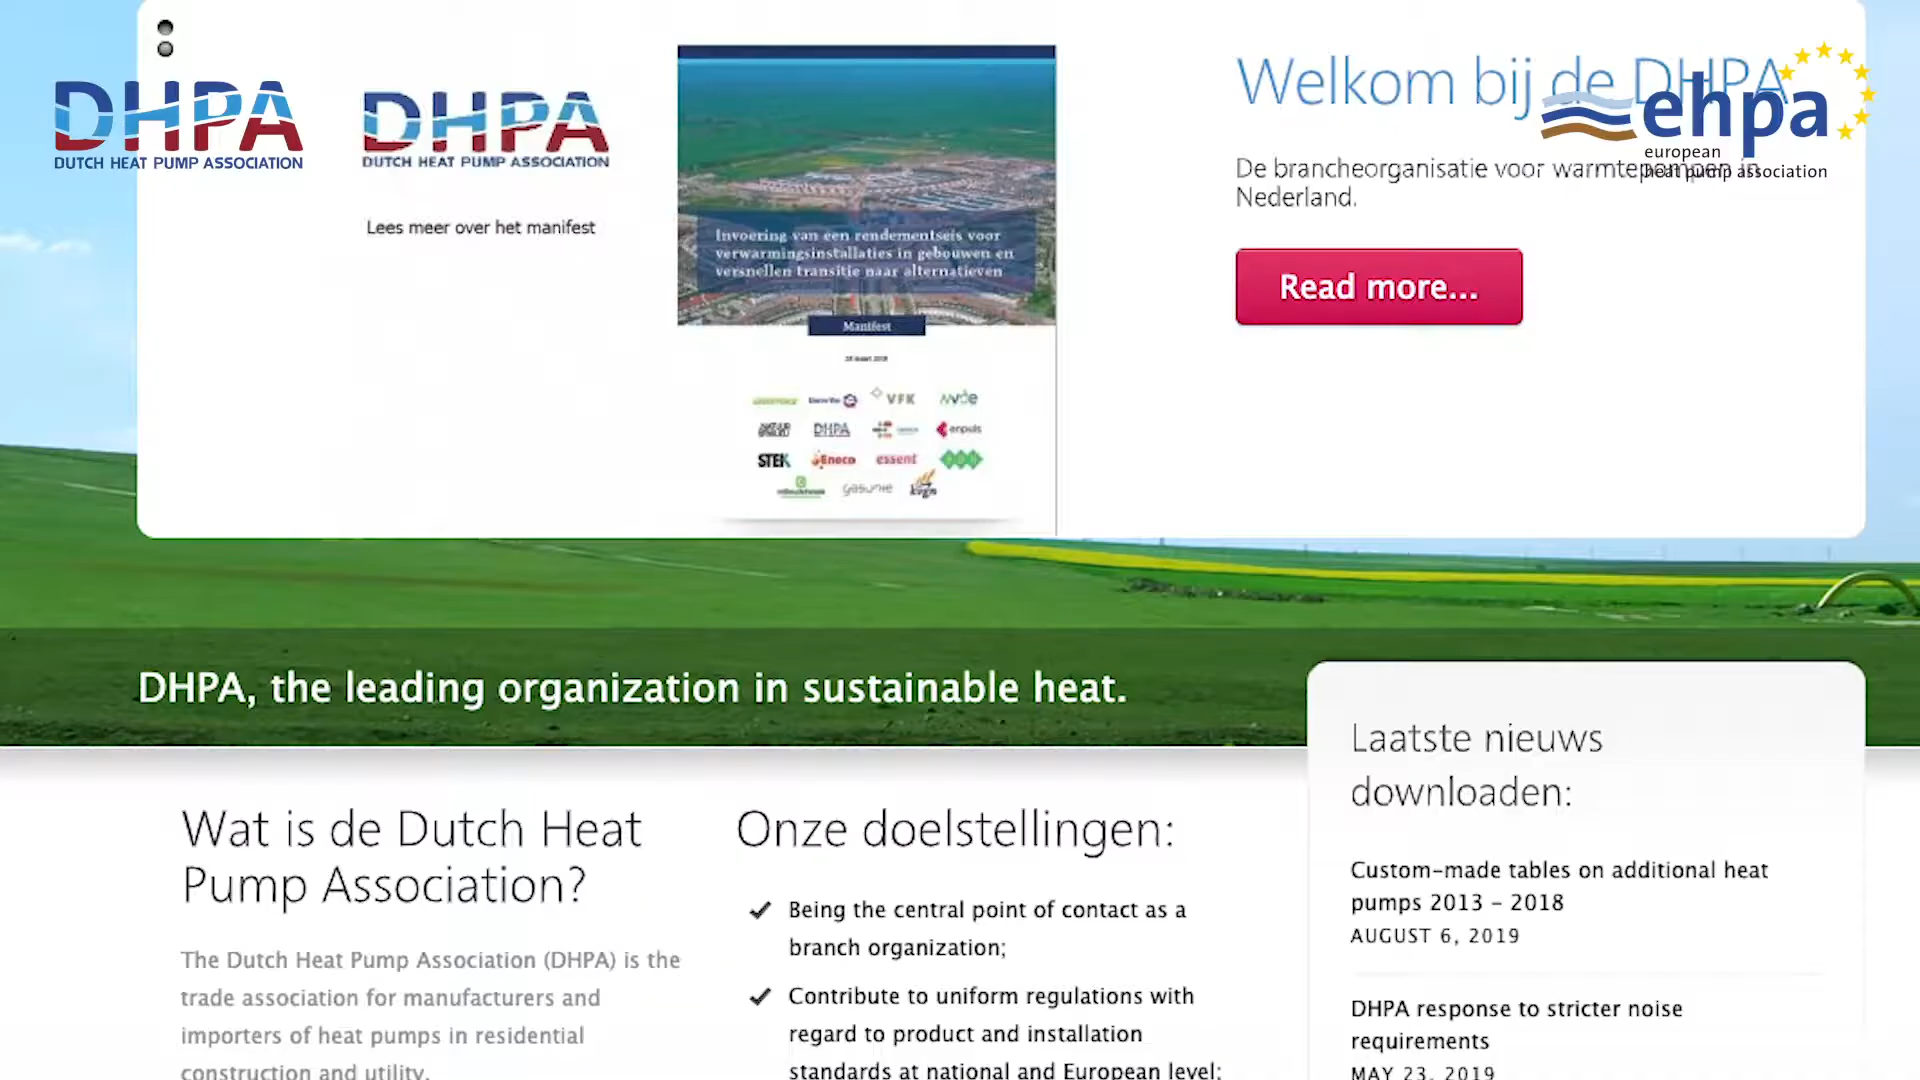 DHPA
DUTCH HEAT PUMP ASSOCIATION
DHPA
DUTCH HEAT PUMP ASSOCIATION
Lees meer over het manifest
Invoering van een rendementseis voor
verwarmingsinstallaties in gebouwen en
versnellen transitie naar alternatieven
Manifest
VFK
DHPA
enpuls
STEK
Eneco
essent
gasunie
kvgn
Welkom bij de DHPA
De brancheorganisatie voor warmtepompen in
Nederland.
Read more...
ehpa
european
heat pump association
DHPA, the leading organization in sustainable heat.
Wat is de Dutch Heat
Pump Association?
The Dutch Heat Pump Association (DHPA) is the
trade association for manufacturers and
importers of heat pumps in residential
construction and utility.
Onze doelstellingen:
Being the central point of contact as a
branch organization;
Contribute to uniform regulations with
regard to product and installation
standards at national and European level;
Laatste nieuws
downloaden:
Custom-made tables on additional heat
pumps 2013 – 2018
AUGUST 6, 2019
DHPA response to stricter noise
requirements
MAY 23, 2019